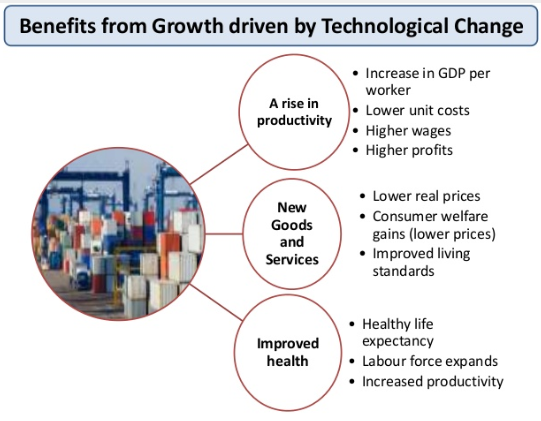 Benefits from Growth driven by Technological Change
A rise in
productivity
• Increase in GDP per
worker
• Lower unit costs
• Higher wages
• Higher profits
New
Goods
and
Services
• Lower real prices
• Consumer welfare
gains (lower prices)
• Improved living
standards
Improved
health
• Healthy life
expectancy
• Labour force expands
• Increased productivity